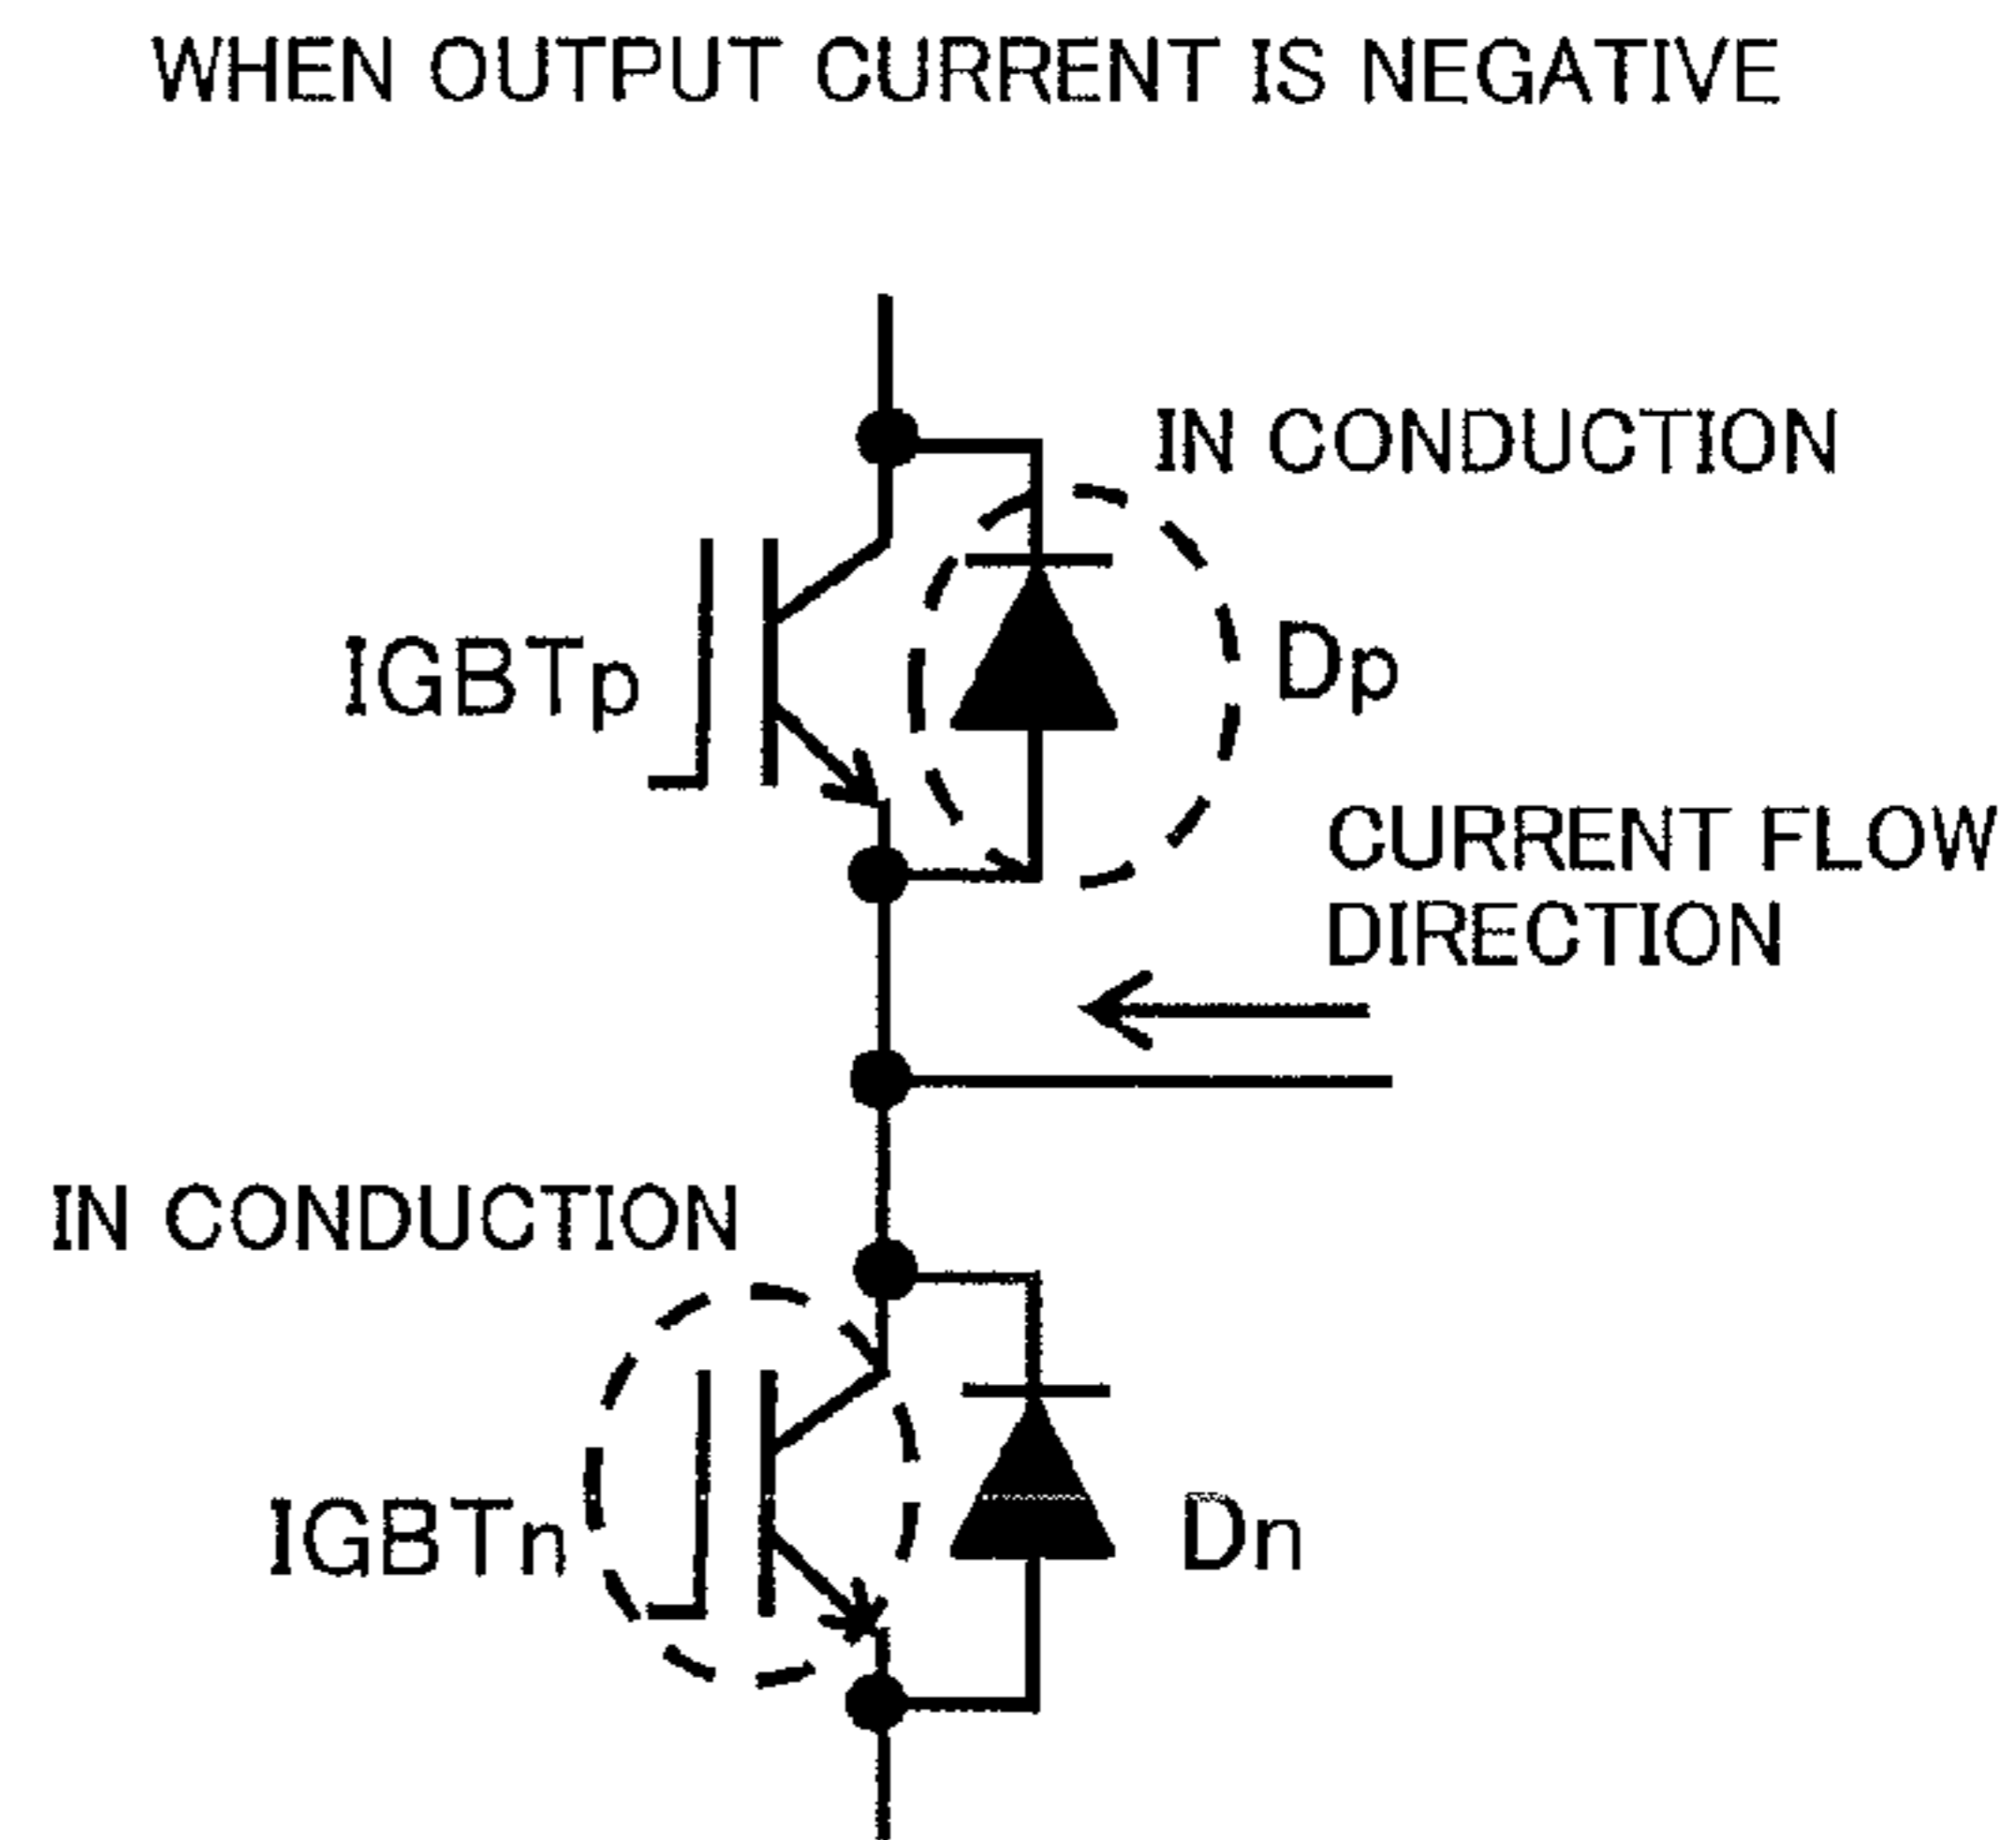 WHEN OUTPUT CURRENT IS NEGATIVE
IN CONDUCTION
IGBTp
Dp
CURRENT FLOW
DIRECTION
IN CONDUCTION
IGBTn
Dn